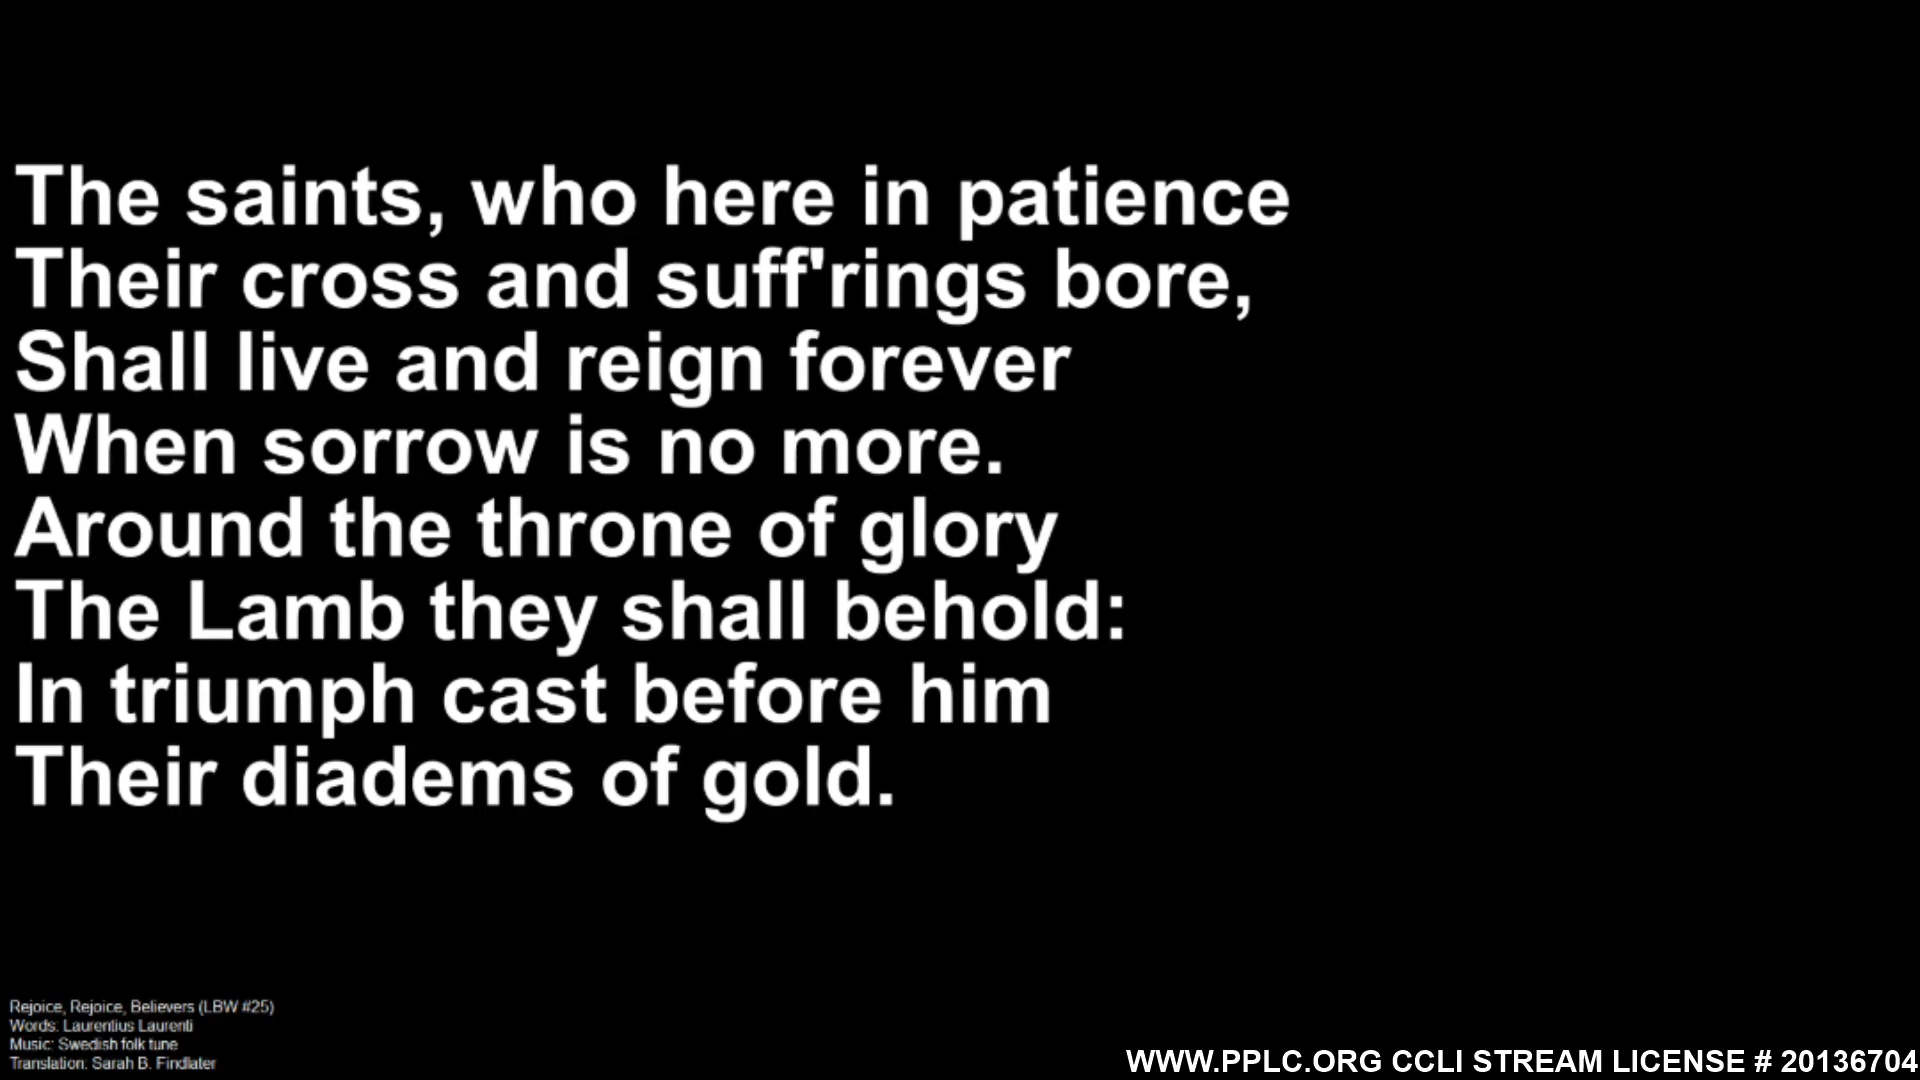 The saints, who here in patience
Their cross and suff'rings bore,
Shall live and reign forever
When sorrow is no more.
Around the throne of glory
The Lamb they shall behold:
In triumph cast before him
Their diadems of gold.
Rejoice, Rejoice, Believers (LBW #25)
Words: Laurentius Laurenti
Music: Swedish folk tune
Translation: Sarah B. Findlater
WWW.PPLC.ORG CCLI STREAM LICENSE # 20136704